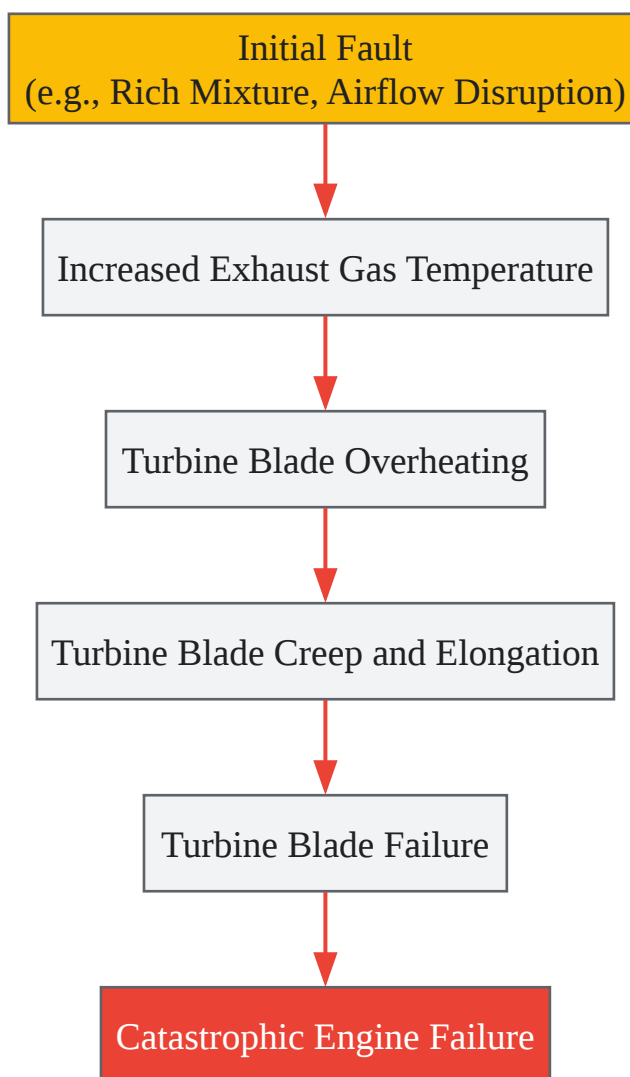 Initial Fault
(e.g., Rich Mixture, Airflow Disruption)
Increased Exhaust Gas Temperature
Turbine Blade Overheating
Turbine Blade Creep and Elongation
Turbine Blade Failure
Catastrophic Engine Failure